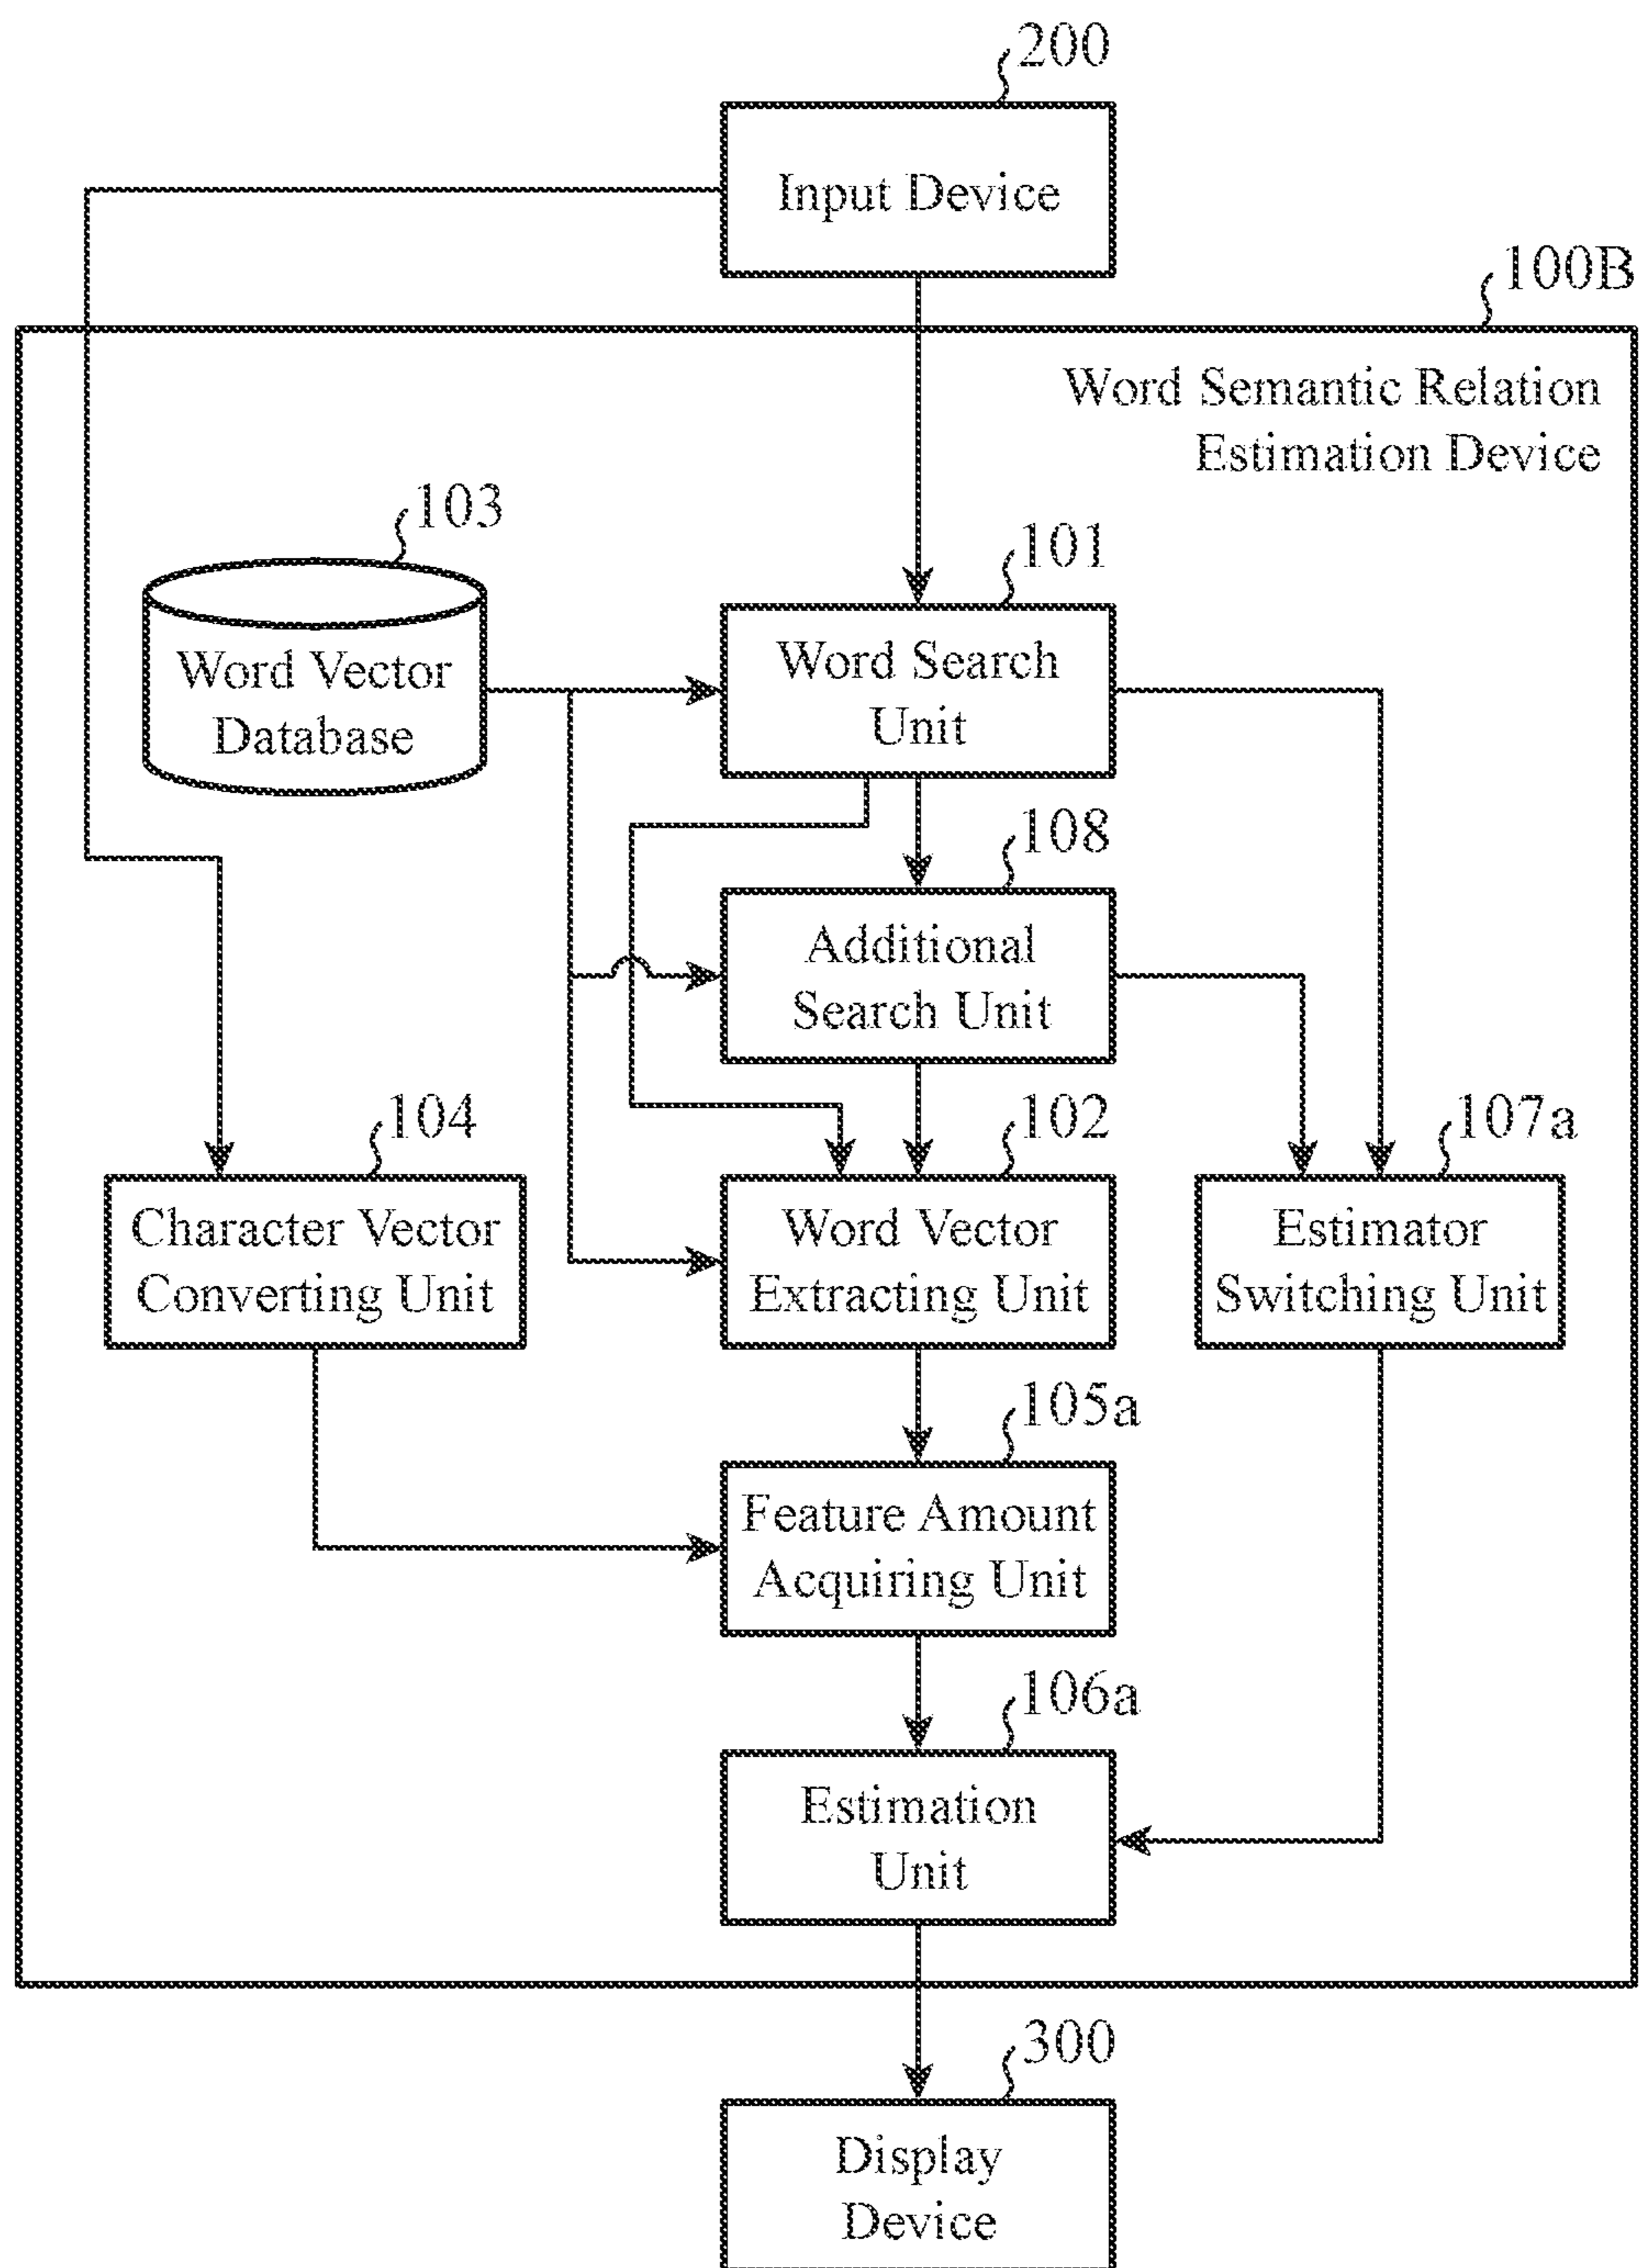 200
Input Device
100B
Word Semantic Relation
Estimation Device
103
Word Vector
Database
101
Word Search
Unit
108
Additional
Search Unit
104
Character Vector
Converting Unit
102
Word Vector
Extracting Unit
107a
Estimator
Switching Unit
105a
Feature Amount
Acquiring Unit
106a
Estimation
Unit
300
Display
Device